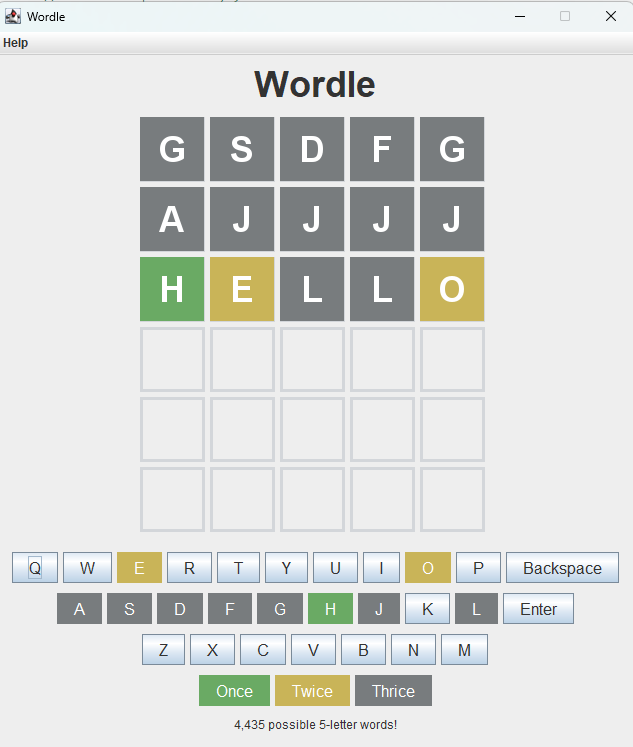 Wordle
Help
Wordle
G S D F G
A J J J J
H E L L O
Q W E R T Y U I O P Backspace
A S D F G H J K L Enter
Z X C V B N M
Once Twice Thrice
4,435 possible 5-letter words!